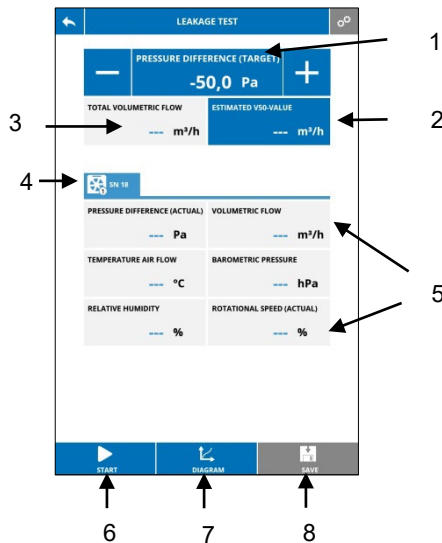 LEAKAGE TEST
1
PRESSURE DIFFERENCE (TARGET)
-50,0 Pa
TOTAL VOLUMETRIC FLOW
ESTIMATED V50-VALUE
3
--- m³/h
--- m³/h
2
4
SN 18
PRESSURE DIFFERENCE (ACTUAL)
VOLUMETRIC FLOW
--- Pa
--- m³/h
TEMPERATURE AIR FLOW
BAROMETRIC PRESSURE
--- °C
--- hPa
5
RELATIVE HUMIDITY
ROTATIONAL SPEED (ACTUAL)
--- %
--- %
START
DIAGRAM
SAVE
6
7
8